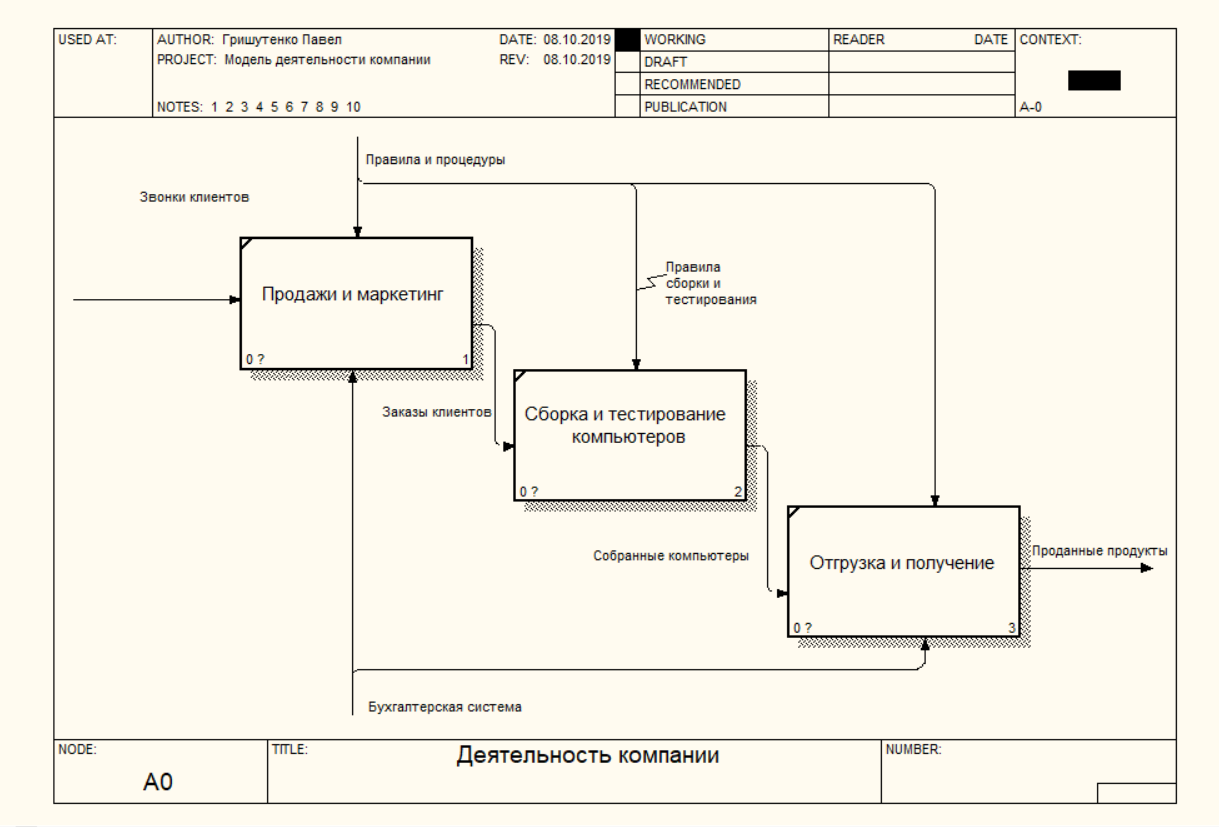 USED AT:
AUTHOR: Гришутенко Павел
DATE: 08.10.2019
WORKING
READER
DATE
CONTEXT:
PROJECT: Модель деятельности компании
REV: 08.10.2019
DRAFT
RECOMMENDED
NOTES: 1 2 3 4 5 6 7 8 9 10
PUBLICATION
A-0
Правила и процедуры
Звонки клиентов
Правила
сборки и
тестирования
Продажи и маркетинг
0 ?
1
Заказы клиентов
Сборка и тестирование
компьютеров
0 ?
2
Собранные компьютеры
Отгрузка и получение
0 ?
3
Проданные продукты
Бухгалтерская система
NODE:
A0
TITLE:
Деятельность компании
NUMBER: